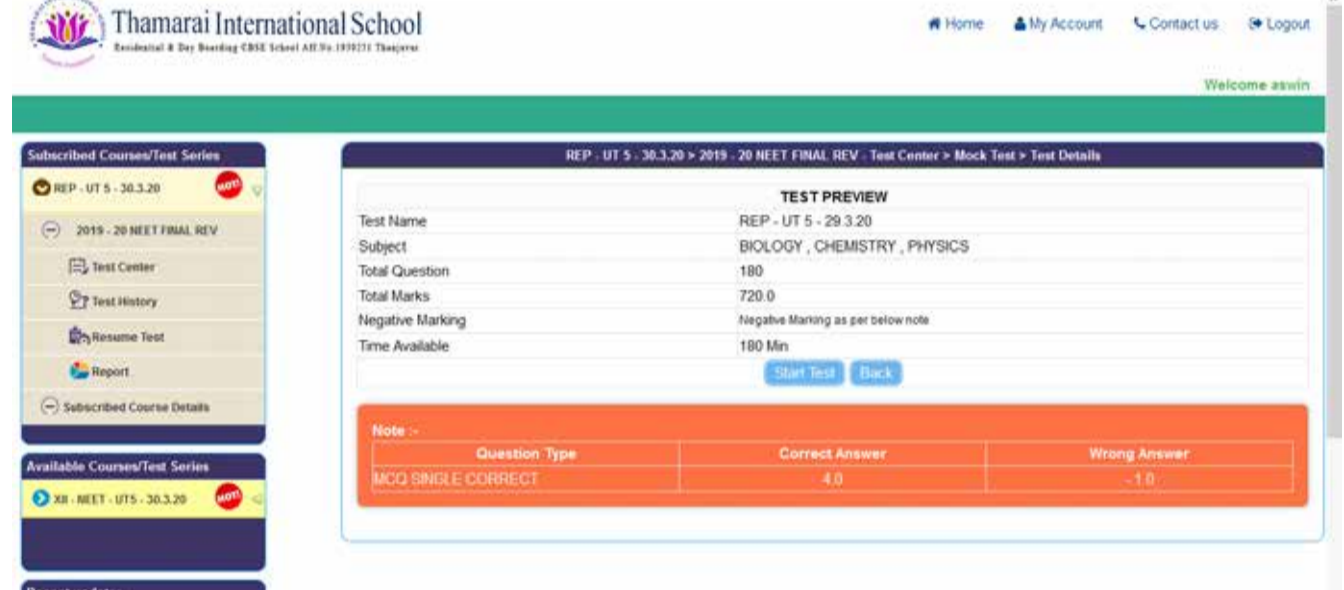 Thamarai International School
Residential & Day Boarding CBSE School Aff.No.1930231 Thanjavur
Home My Account Contact us Logout
Welcome aswin
Subscribed Courses/Test Series
REP - UT 5 - 30.3.20 HOT!
2019 - 20 NEET FINAL REV
Test Center
Test History
Resume Test
Report
Subscribed Course Details
Available Courses/Test Series
XII - NEET - UT5 - 30.3.20 HOT!
REP - UT 5 - 30.3.20 > 2019 - 20 NEET FINAL REV - Test Center > Mock Test > Test Details
TEST PREVIEW
Test Name REP - UT 5 - 29.3.20
Subject BIOLOGY , CHEMISTRY , PHYSICS
Total Question 180
Total Marks 720.0
Negative Marking Negative Marking as per below note
Time Available 180 Min
Start Test Back
Note :-
Question Type Correct Answer Wrong Answer
MCQ SINGLE CORRECT 4.0 - 1.0